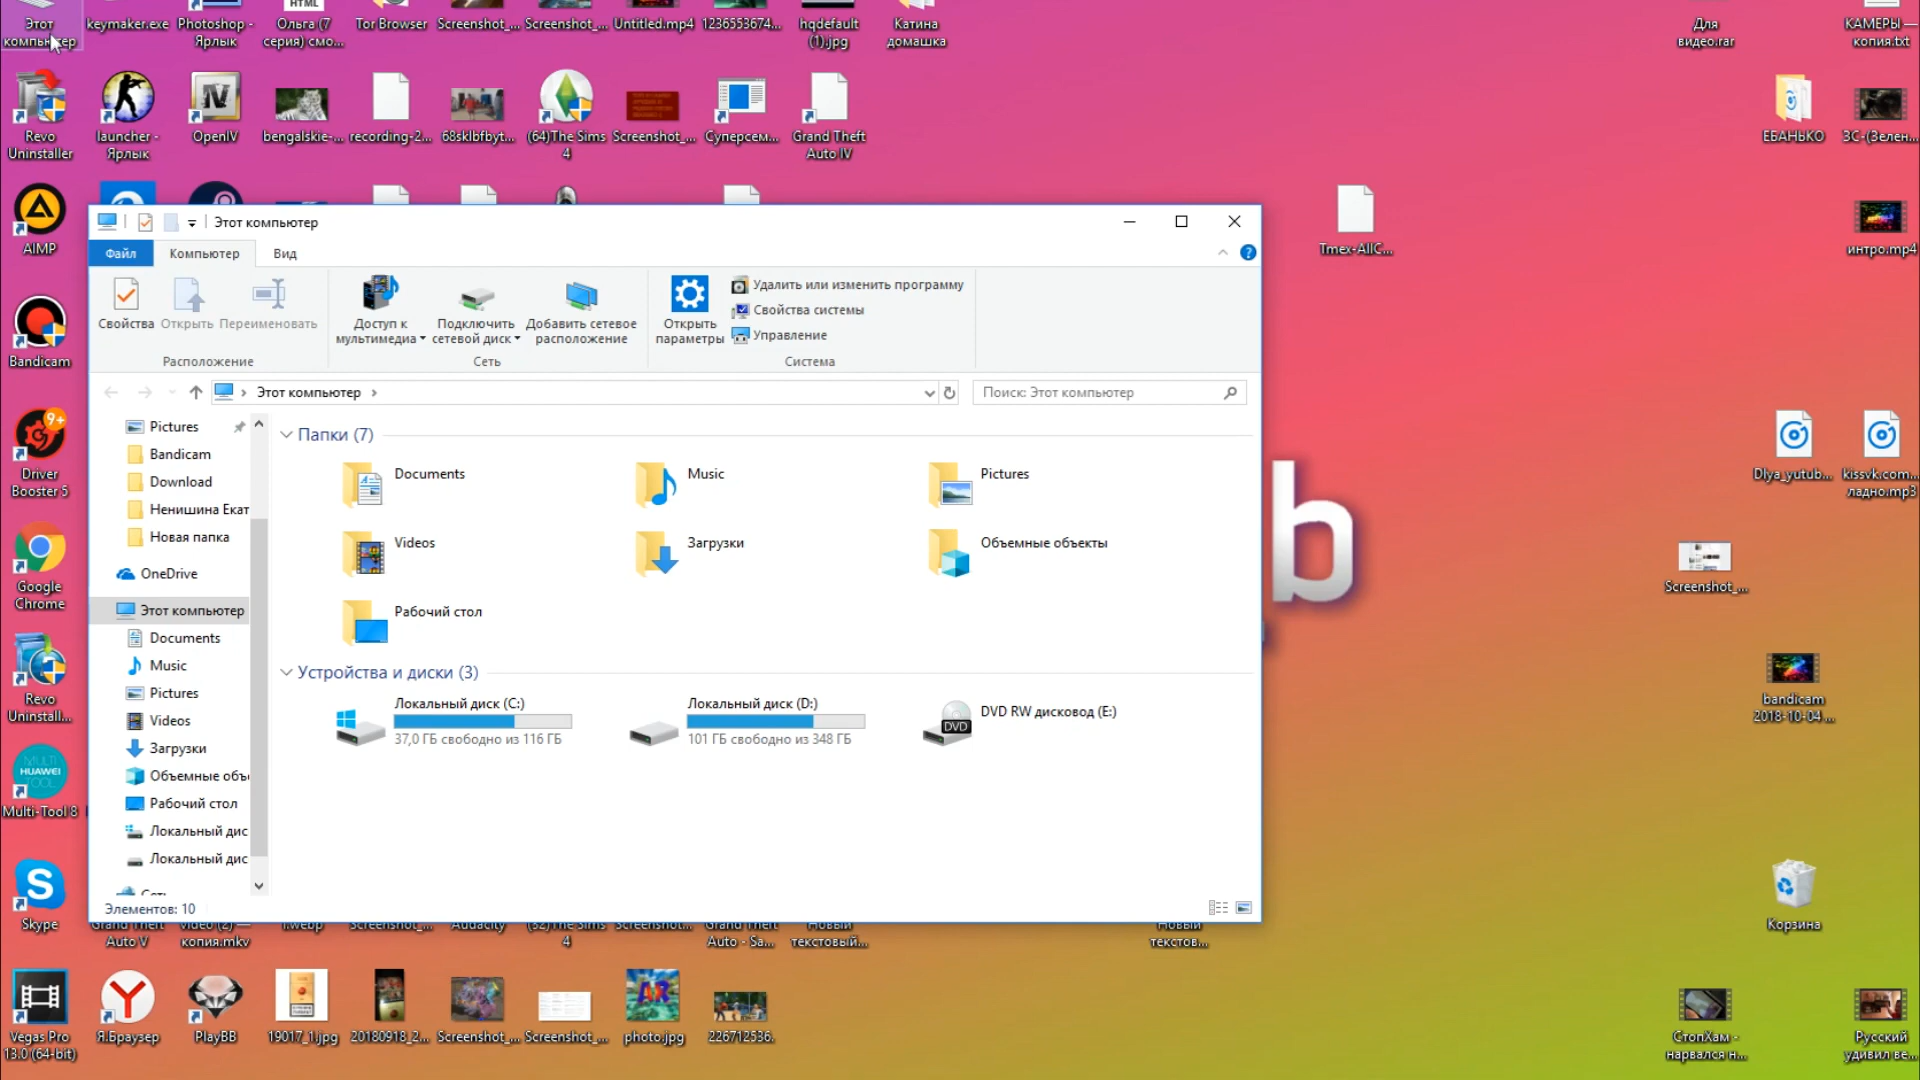 Этот
компьютер
keymaker.exe
Photoshop -
Ярлык
HTML
Ольга (7
серия) смо...
Tor Browser
Screenshot_...
Screenshot_...
Untitled.mp4
1236553674...
hqdefault
(1).jpg
Катина
домашка
Для
видео.rar
КАМЕРЫ —
копия.txt
Revo
Uninstaller
launcher -
Ярлык
OpenIV
bengalskie-...
recording-2...
68sklbfbyt...
(64)The Sims
4
Screenshot_...
Суперсем...
Grand Theft
Auto IV
ЕБАНЬКО
ЗС-(Зелен...
AIMP
Tmex-AllC...
интро.mp4
Этот компьютер
Файл
Компьютер
Вид
Свойства
Открыть
Переименовать
Расположение
Доступ к
мультимедиа
Подключить
сетевой диск
Добавить сетевое
расположение
Сеть
Открыть
параметры
Удалить или изменить программу
Свойства системы
Управление
Система
Этот компьютер
Поиск: Этот компьютер
Pictures
Bandicam
Download
Ненишина Екат
Новая папка
OneDrive
Этот компьютер
Documents
Music
Pictures
Videos
Загрузки
Объемные объ
Рабочий стол
Локальный дис
Локальный дис
Сеть
Папки (7)
Documents
Music
Pictures
Videos
Загрузки
Объемные объекты
Рабочий стол
Устройства и диски (3)
Локальный диск (C:)
37,0 ГБ свободно из 116 ГБ
Локальный диск (D:)
101 ГБ свободно из 348 ГБ
DVD
DVD RW дисковод (E:)
Элементов: 10
b
Bandicam
9+
Driver
Booster 5
Google
Chrome
Revo
Uninstall...
MULTI
HUAWEI
TOOL
Multi-Tool 8
S
Skype
Dlya_yutub...
kissvk.com...
ладно.mp3
Screenshot_...
bandicam
2018-10-04 ...
Корзина
Grand Theft
Auto V
video (2) —
копия.mkv
1.webp
Screenshot_...
Audacity
(32)The Sims
4
Screenshot...
Grand Theft
Auto - Sa...
Новый
текстовый...
Новый
текстов...
Vegas Pro
13.0 (64-bit)
Я.Браузер
PlayBB
19017_1.jpg
20180918_2...
Screenshot_...
Screenshot_...
photo.jpg
226712536.
СтопХам -
нарвался н...
Русский
удивил ве...